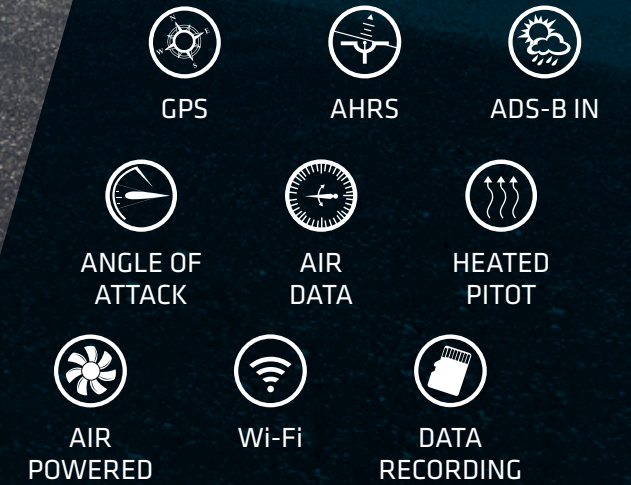 GPS
AHRS
ADS-B IN
ANGLE OF
ATTACK
AIR
DATA
HEATED
PITOT
AIR
POWERED
Wi-Fi
DATA
RECORDING